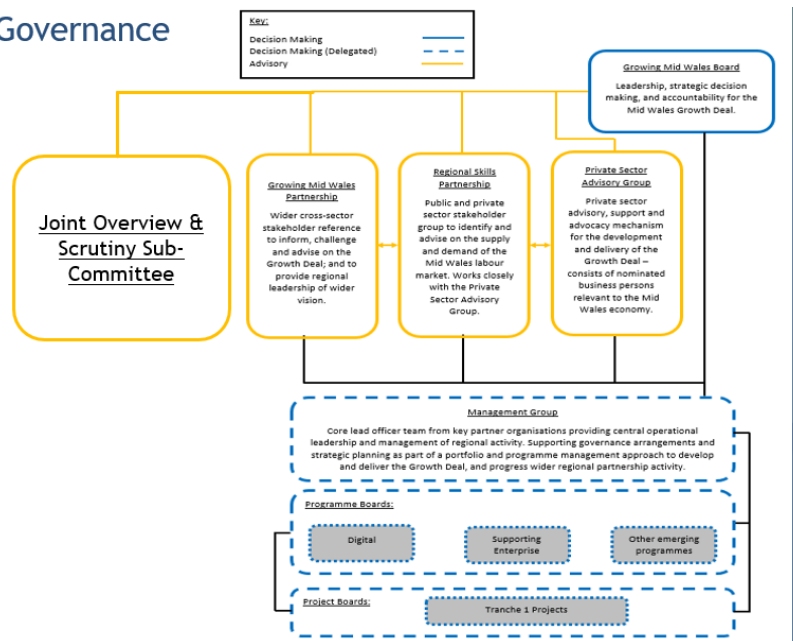 Governance
Key:
Decision Making
Decision Making (Delegated)
Advisory
Growing Mid Wales Board
Leadership, strategic decision
making, and accountability for the
Mid Wales Growth Deal.
Joint Overview &
Scrutiny Sub-
Committee
Growing Mid Wales
Partnership
Wider cross-sector
stakeholder reference
to inform, challenge
and advise on the
Growth Deal; and to
provide regional
leadership of wider
vision.
Regional Skills
Partnership
Public and private
sector stakeholder
group to identify and
advise on the supply
and demand of the
Mid Wales labour
market. Works closely
with the Private
Sector Advisory
Group.
Private Sector
Advisory Group
Private sector
advisory, support and
advocacy mechanism
for the development
and delivery of the
Growth Deal –
consists of nominated
business persons
relevant to the Mid
Wales economy.
Management Group
Core lead officer team from key partner organisations providing central operational
leadership and management of regional activity. Supporting governance arrangements and
strategic planning as part of a portfolio and programme management approach to develop
and deliver the Growth Deal, and progress wider regional partnership activity.
Programme Boards:
Digital
Supporting
Enterprise
Other emerging
programmes
Project Boards:
Tranche 1 Projects